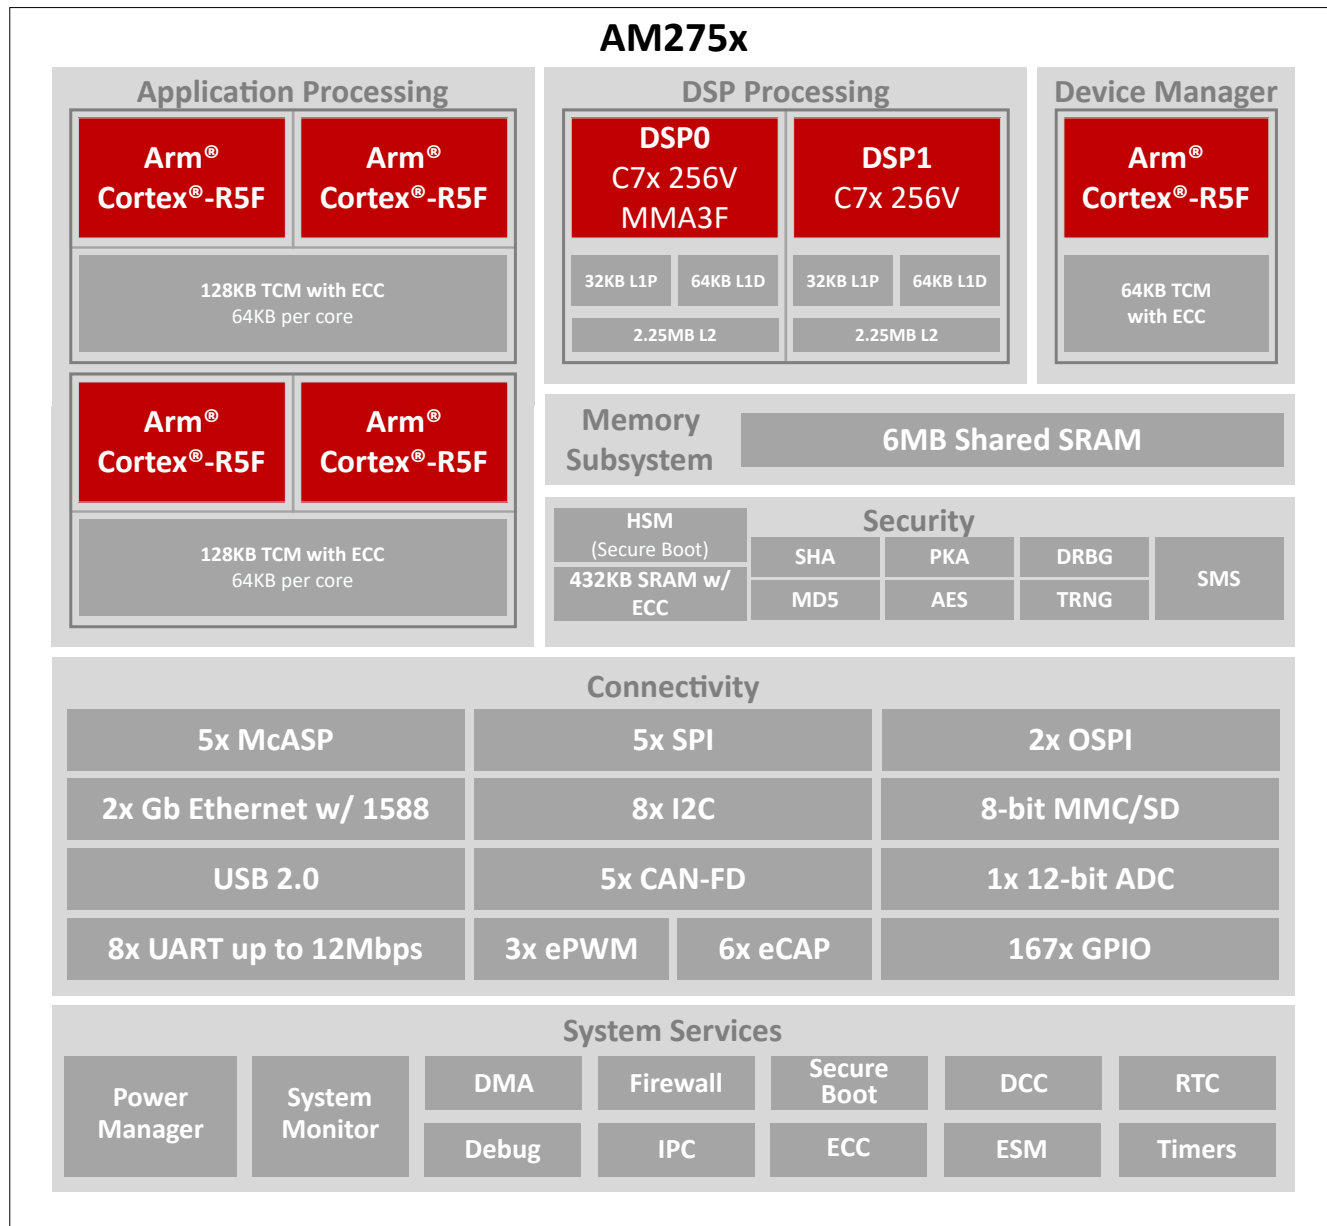 AM275x
Application Processing
Arm®
Cortex®-R5F
Arm®
Cortex®-R5F
128KB TCM with ECC
64KB per core
Arm®
Cortex®-R5F
Arm®
Cortex®-R5F
128KB TCM with ECC
64KB per core
DSP Processing
DSP0
C7x 256V
MMA3F
DSP1
C7x 256V
32KB L1P
64KB L1D
32KB L1P
64KB L1D
2.25MB L2
2.25MB L2
Device Manager
Arm®
Cortex®-R5F
64KB TCM
with ECC
Memory
Subsystem
6MB Shared SRAM
Security
HSM
(Secure Boot)
432KB SRAM w/
ECC
SHA
PKA
DRBG
MD5
AES
TRNG
SMS
Connectivity
5x McASP
5x SPI
2x OSPI
2x Gb Ethernet w/ 1588
8x I2C
8-bit MMC/SD
USB 2.0
5x CAN-FD
1x 12-bit ADC
8x UART up to 12Mbps
3x ePWM
6x eCAP
167x GPIO
System Services
Power
Manager
System
Monitor
DMA
Firewall
Secure
Boot
DCC
RTC
Debug
IPC
ECC
ESM
Timers